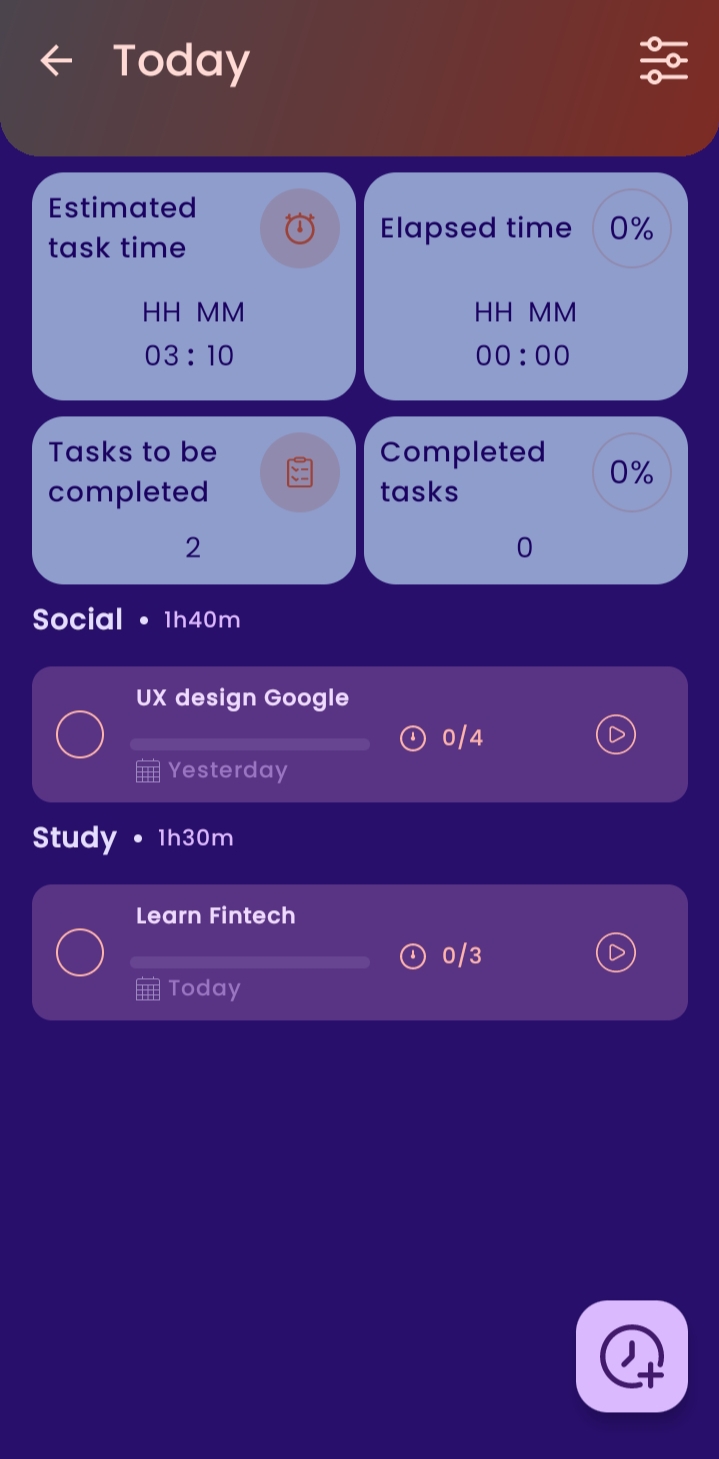 Today
Estimated
task time
HH MM
03 : 10
Elapsed time
0%
HH MM
00 : 00
Tasks to be
completed
2
Completed
tasks
0%
0
Social • 1h40m
UX design Google
0/4
Yesterday
Study • 1h30m
Learn Fintech
0/3
Today